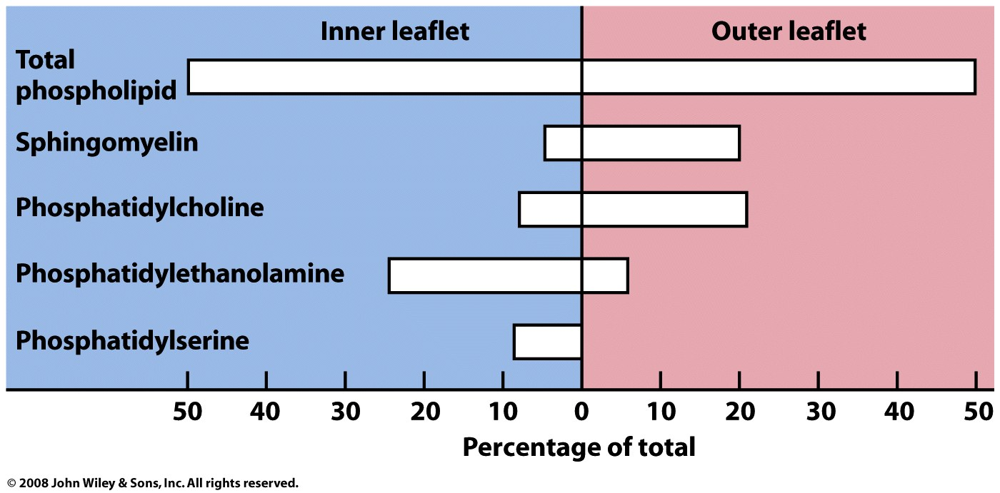 Inner leaflet
Outer leaflet
Total
phospholipid
Sphingomyelin
Phosphatidylcholine
Phosphatidylethanolamine
Phosphatidylserine
50 40 30 20 10 0 10 20 30 40 50
Percentage of total
© 2008 John Wiley & Sons, Inc. All rights reserved.